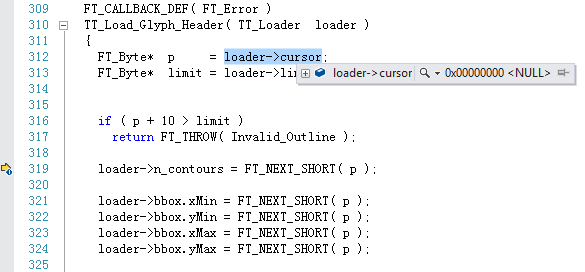 309 FT_CALLBACK_DEF( FT_Error )
310 TT_Load_Glyph_Header( TT_Loader  loader )
311 {
312   FT_Byte*  p     = loader->cursor;
313   FT_Byte*  limit = loader->li
loader->cursor 0x00000000 <NULL>
314
315
316   if ( p + 10 > limit )
317     return FT_THROW( Invalid_Outline );
318
319   loader->n_contours = FT_NEXT_SHORT( p );
320
321   loader->bbox.xMin = FT_NEXT_SHORT( p );
322   loader->bbox.yMin = FT_NEXT_SHORT( p );
323   loader->bbox.xMax = FT_NEXT_SHORT( p );
324   loader->bbox.yMax = FT_NEXT_SHORT( p );
325